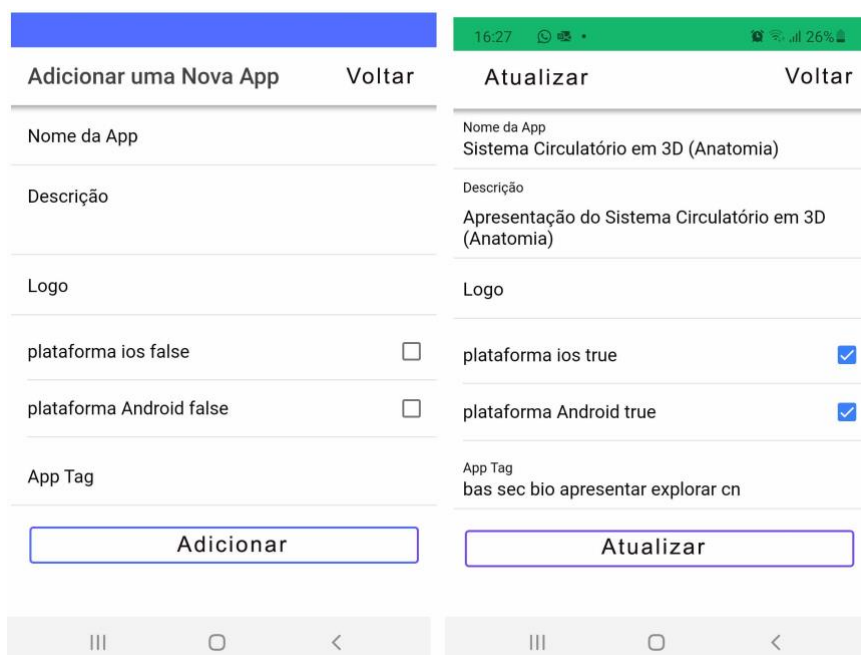 Adicionar uma Nova App
Voltar
Nome da App
Descrição
Logo
plataforma ios false
plataforma Android false
App Tag
Adicionar
16:27
26%
Atualizar
Voltar
Nome da App
Sistema Circulatório em 3D (Anatomia)
Descrição
Apresentação do Sistema Circulatório em 3D
(Anatomia)
Logo
plataforma ios true
plataforma Android true
App Tag
bas sec bio apresentar explorar cn
Atualizar